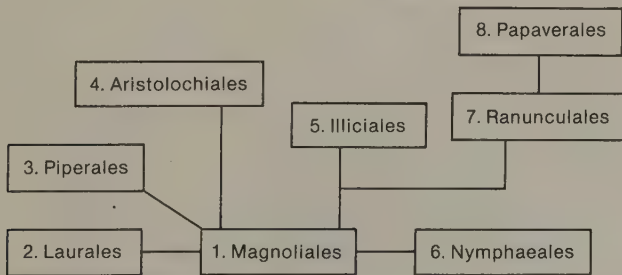 8. Papaverales
4. Aristolochiales
7. Ranunculales
5. Illiciales
3. Piperales
2. Laurales
1. Magnoliales
6. Nymphaeales